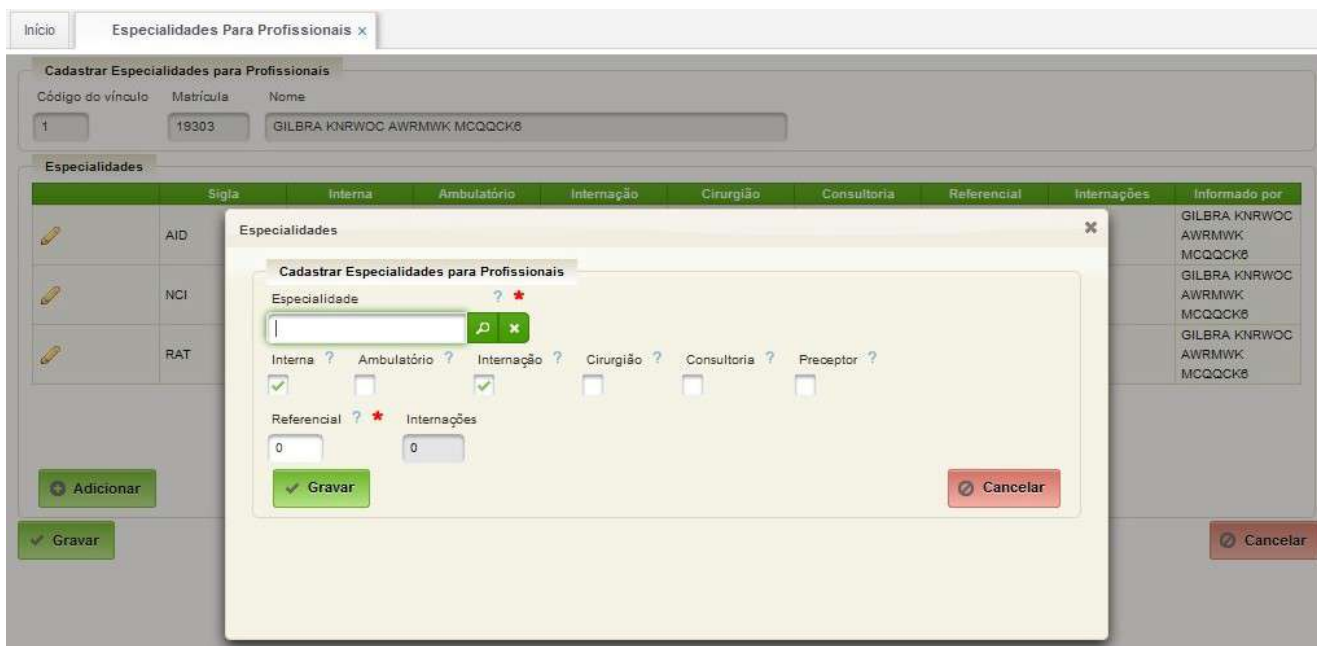 Início
Especialidades Para Profissionais x
Cadastrar Especialidades para Profissionais
Código do vínculo Matrícula Nome
1 19303 GILBRA KNRWOC AWRMWK MCQQCK6
Especialidades
Sigla Interna Ambulatório Internação Cirurgião Consultoria Referencial Internações Informado por
AID
GILBRA KNRWOC
AWRMWK
MCQQCK6
NCI
GILBRA KNRWOC
AWRMWK
MCQQCK6
RAT
GILBRA KNRWOC
AWRMWK
MCQQCK6
Especialidades
Cadastrar Especialidades para Profissionais
Especialidade ? *
Interna ? Ambulatório ? Internação ? Cirurgião ? Consultoria ? Preceptor ?
Referencial ? * Internações
0 0
Gravar Cancelar
Adicionar
Gravar Cancelar